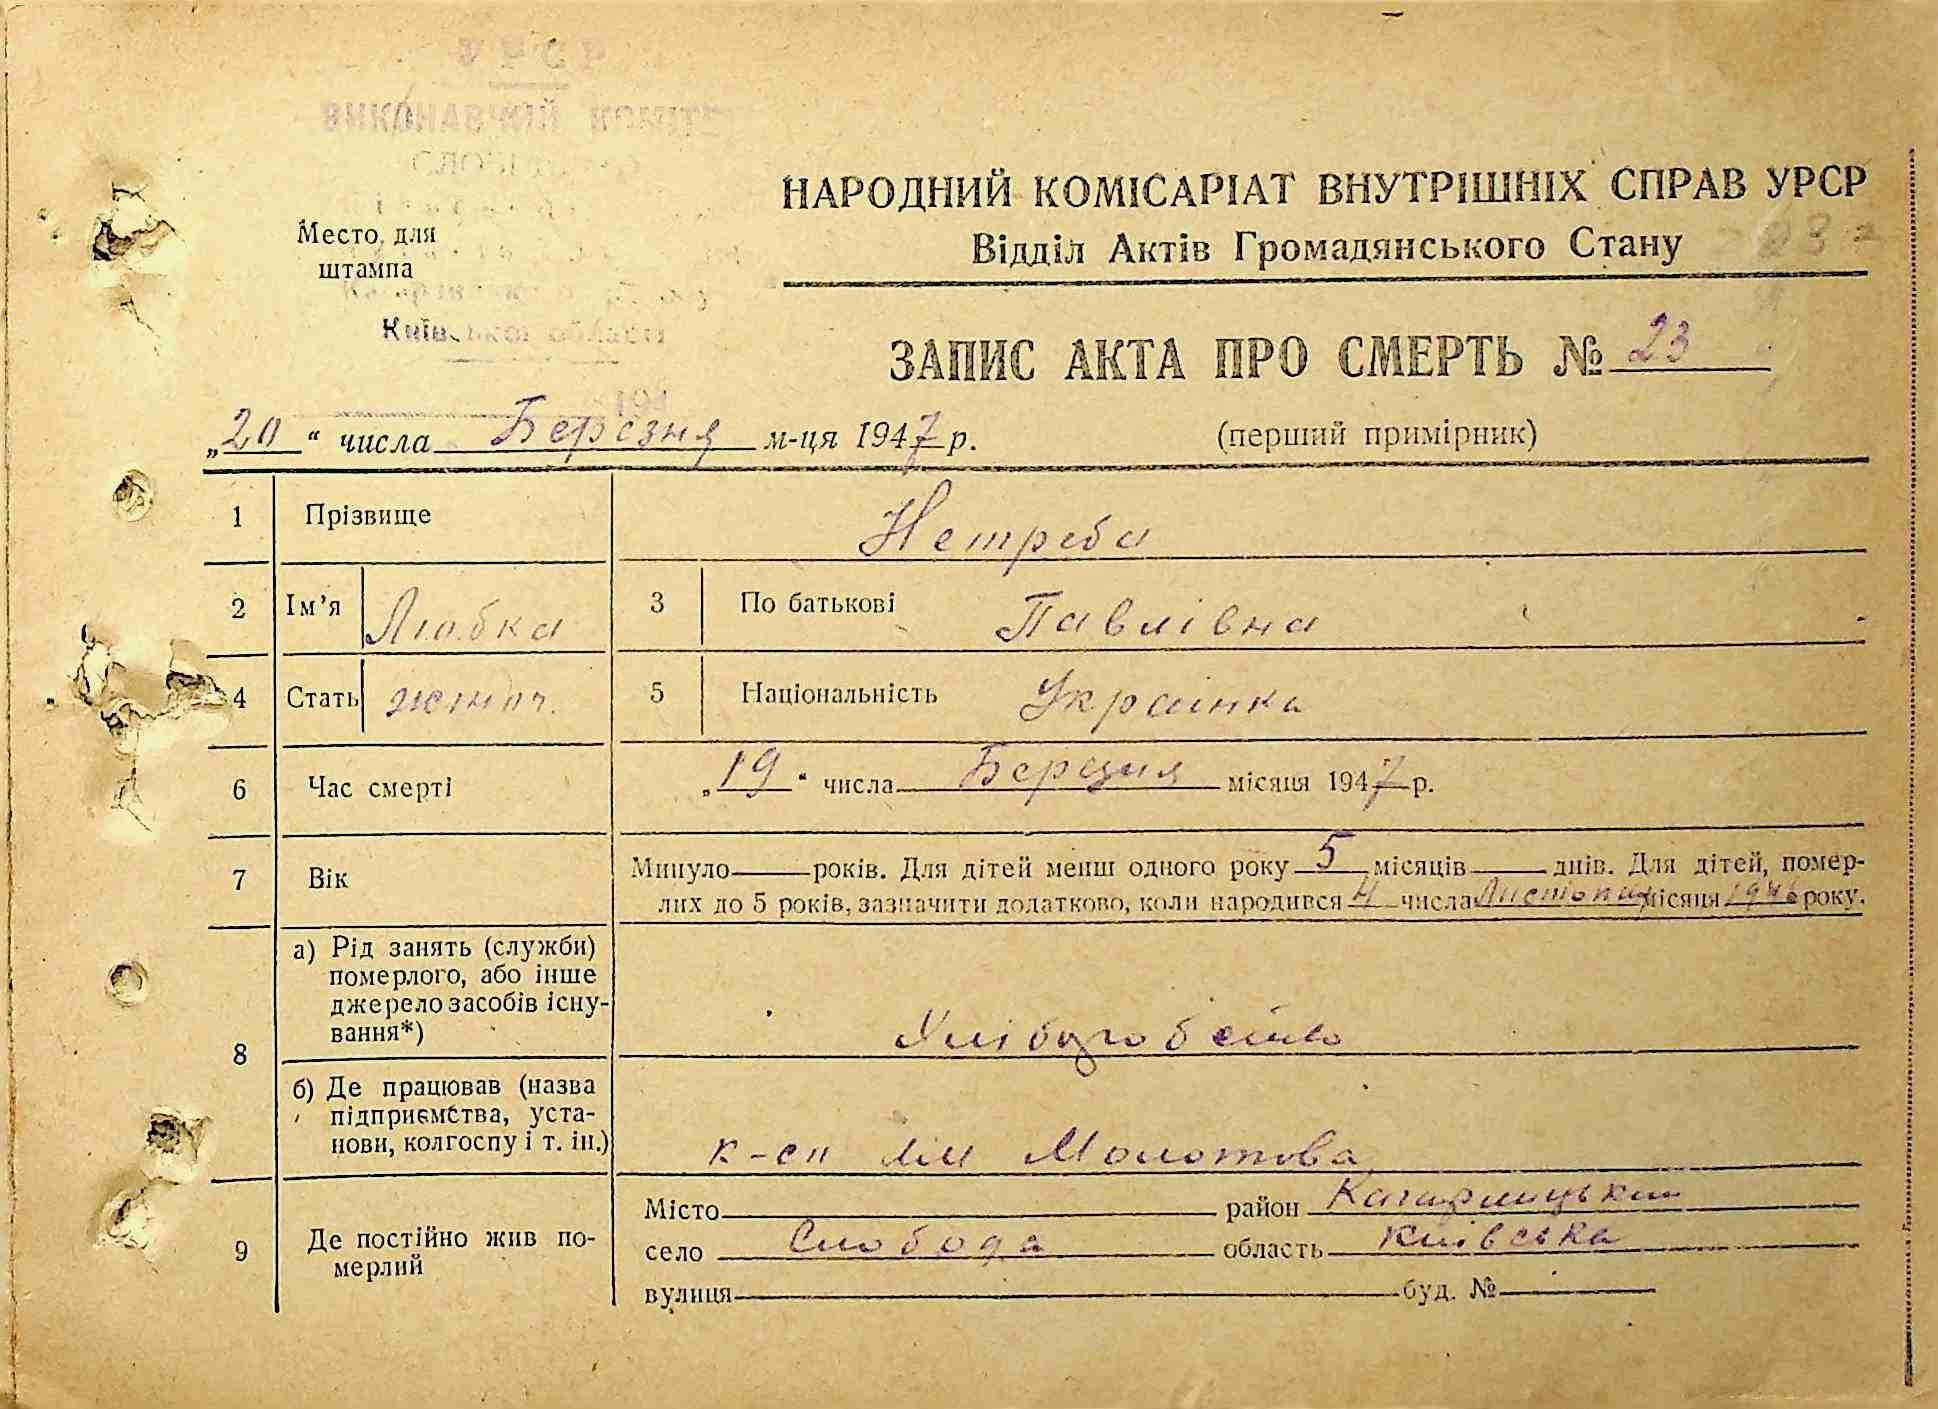 УРСР
ВИКОНАВЧИЙ КОМІТЕТ
Київської області
194
Место для
штампа
НАРОДНИЙ КОМІСАРІАТ ВНУТРІШНІХ СПРАВ УРСР
Відділ Актів Громадянського Стану
ЗАПИС АКТА ПРО СМЕРТЬ № 23
„20“ числа Березня м-ця 1947 р.
(перший примірник)
1 Прізвище Нетреба
2 Ім'я Любка 3 По батькові Павлівна
4 Стать жіноч. 5 Національність Українка
6 Час смерті „19“ числа Березня місяця 1947 р.
7 Вік Минуло років. Для дітей менш одного року 5 місяців днів. Для дітей, помер-
лих до 5 років, зазначити додатково, коли народився 4 числа Листопад місяця 1946 року.
8 а) Рід занять (служби)
померлого, або інше
джерело засобів існу-
вання*)
б) Де працював (назва
підприємства, уста-
нови, колгоспу і т. ін.)
к-сп Молотова
9 Де постійно жив по-
мерлий
Місто район Кагарлицький
село Слобода область Київська
вулиця буд. №